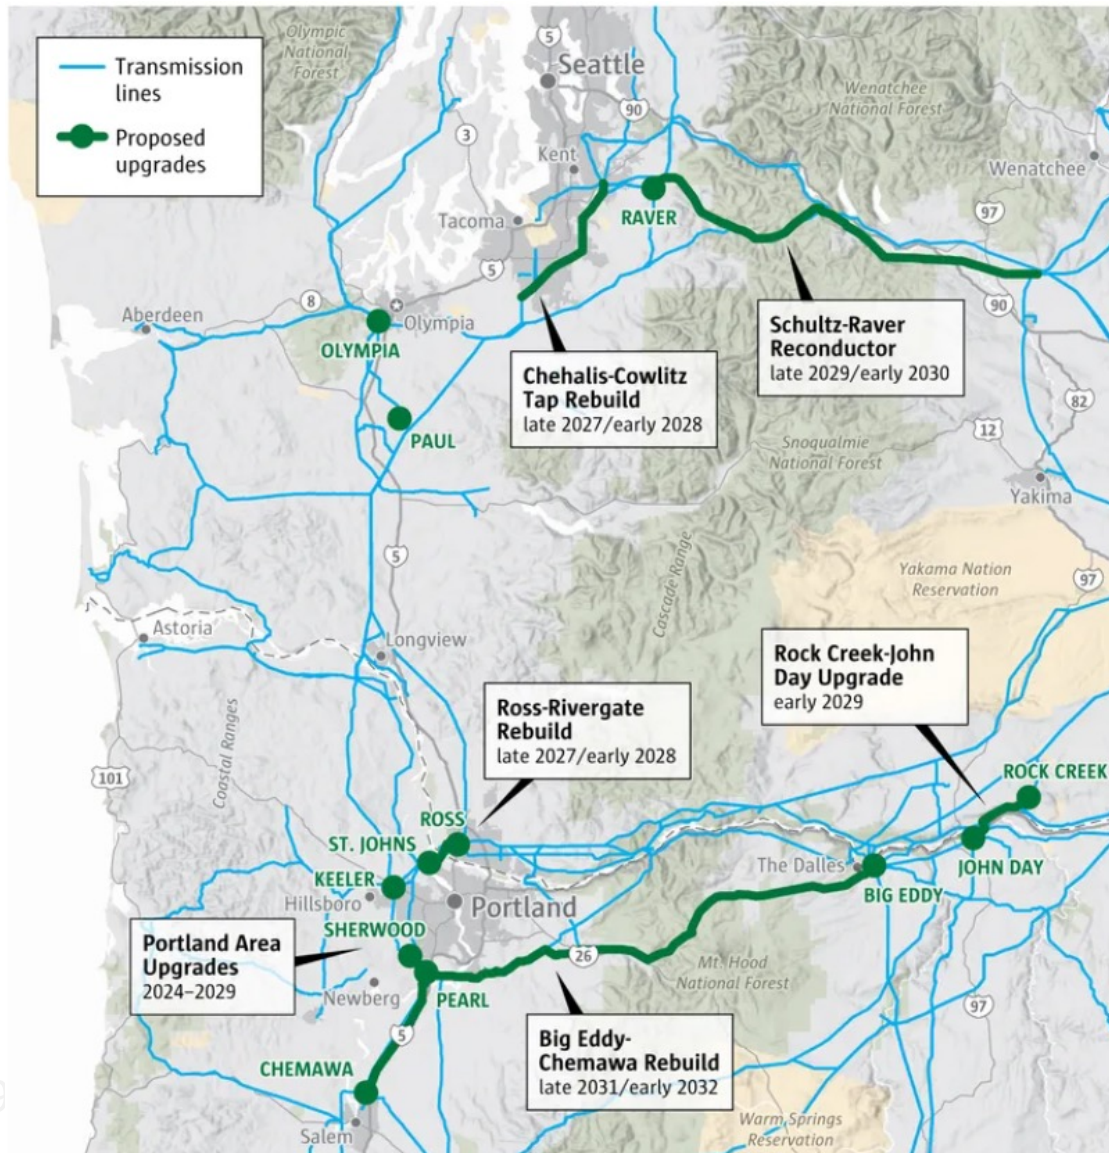 Transmission
lines
Proposed
upgrades
Olympic
National
Forest
5
Seattle
90
Wenatchee
National Forest
3
Kent
Wenatchee
97
Tacoma
RAVER
5
8
90
Aberdeen
Olympia
OLYMPIA
Schultz-Raver
Reconductor
late 2029/early 2030
Chehalis-Cowlitz
Tap Rebuild
late 2027/early 2028
82
12
PAUL
Snoqualmie
National Forest
Yakima
5
Cascade Range
Yakama Nation
Reservation
97
Astoria
Longview
Rock Creek-John
Day Upgrade
early 2029
Ross-Rivergate
Rebuild
late 2027/early 2028
Coastal Ranges
101
ROCK CREEK
ROSS
ST. JOHNS
KEELER
Hillsboro
Portland
The Dalles
JOHN DAY
BIG EDDY
SHERWOOD
Portland Area
Upgrades
2024–2029
26
Mt. Hood
National Forest
Newberg
PEARL
97
5
Big Eddy-
Chemawa Rebuild
late 2031/early 2032
CHEMAWA
Salem
Warm Springs
Reservation